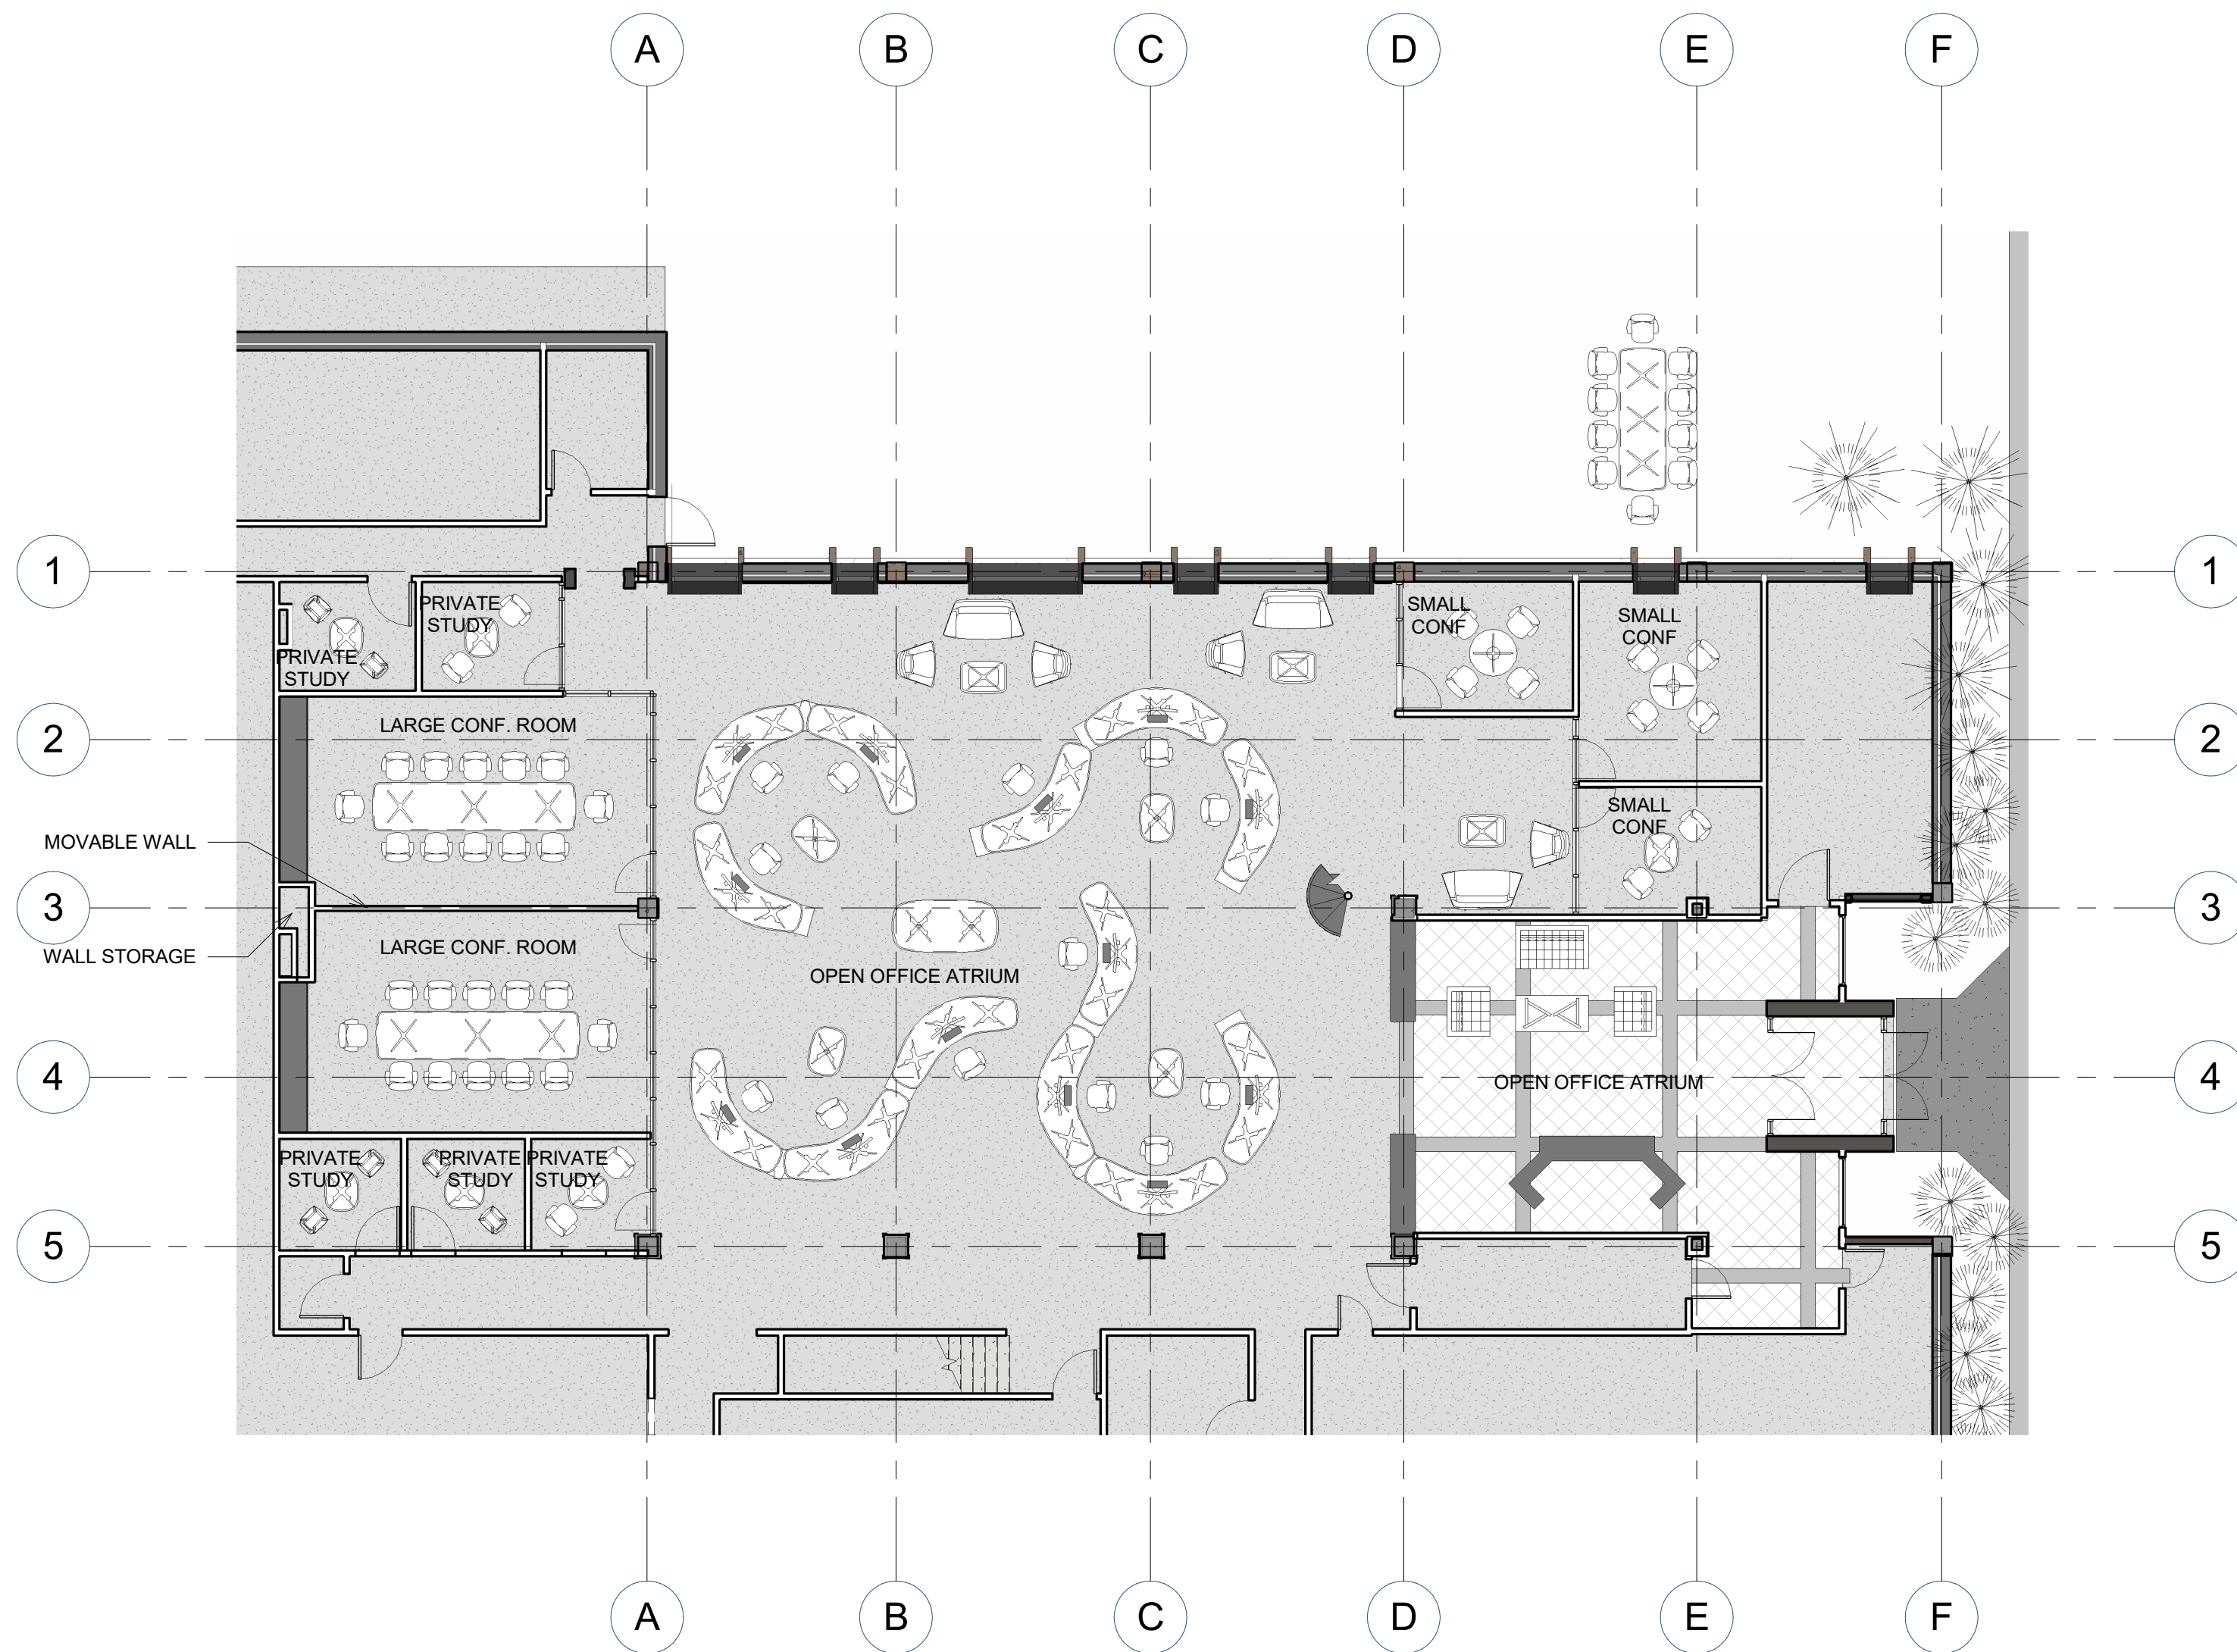 A
B
C
D
E
F
1
1
PRIVATE
STUDY
SMALL
CONF
SMALL
CONF
PRIVATE
STUDY
LARGE CONF. ROOM
2
2
SMALL
CONF
MOVABLE WALL
3
3
LARGE CONF. ROOM
WALL STORAGE
OPEN OFFICE ATRIUM
4
4
OPEN OFFICE ATRIUM
PRIVATE
STUDY
PRIVATE
STUDY
PRIVATE
STUDY
5
5
A
B
C
D
E
F